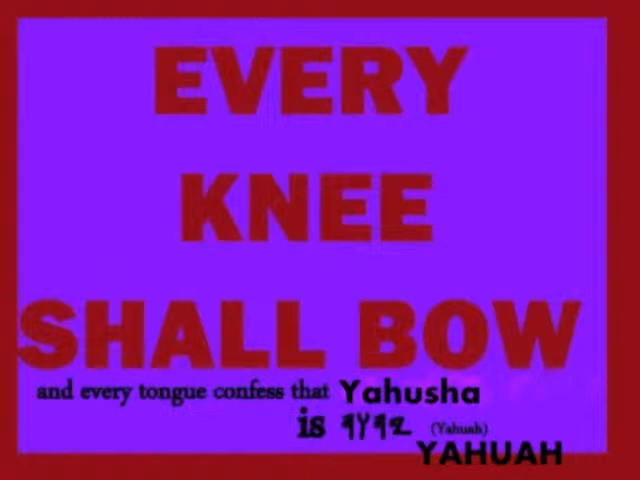 EVERY
KNEE
SHALL BOW
and every tongue confess that Yahusha
is 𐤉𐤄𐤅𐤄 (Yahuah)
YAHUAH